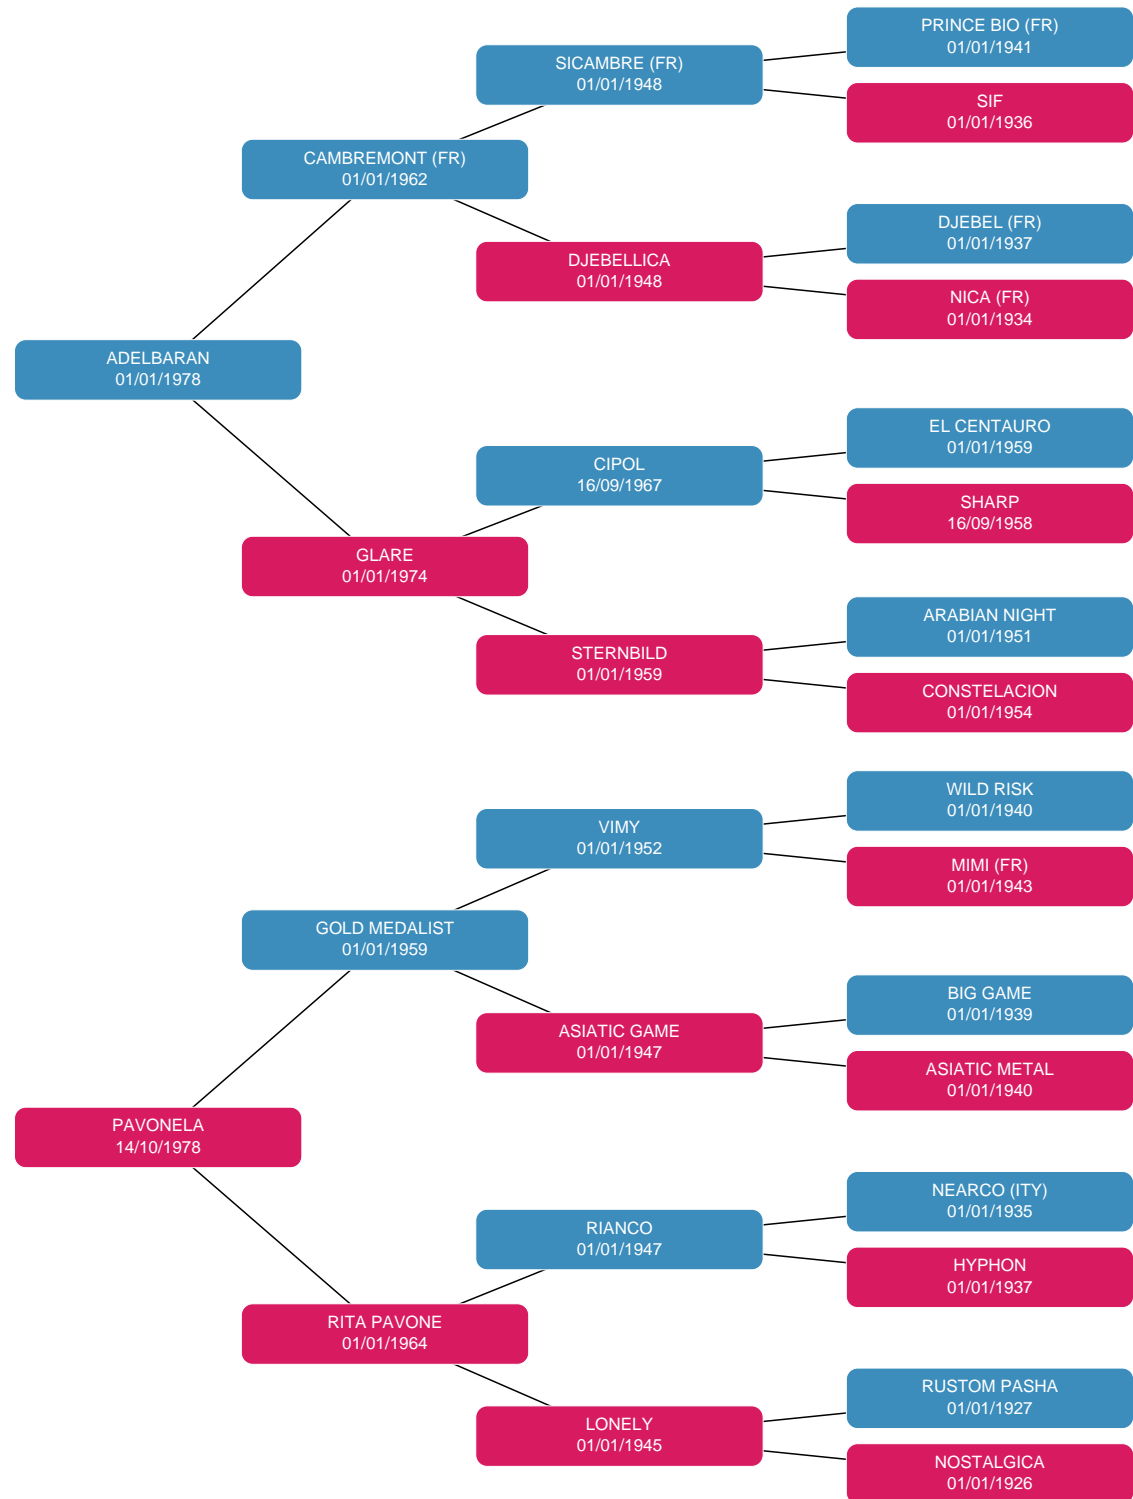 PRINCE BIO (FR)
01/01/1941
SICAMBRE (FR)
01/01/1948
SIF
01/01/1936
CAMBREMONT (FR)
01/01/1962
DJEBEL (FR)
01/01/1937
DJEBELLICA
01/01/1948
NICA (FR)
01/01/1934
ADELBARAN
01/01/1978
EL CENTAURO
01/01/1959
CIPOL
16/09/1967
SHARP
16/09/1958
GLARE
01/01/1974
ARABIAN NIGHT
01/01/1951
STERNBILD
01/01/1959
CONSTELACION
01/01/1954
WILD RISK
01/01/1940
VIMY
01/01/1952
MIMI (FR)
01/01/1943
GOLD MEDALIST
01/01/1959
BIG GAME
01/01/1939
ASIATIC GAME
01/01/1947
ASIATIC METAL
01/01/1940
PAVONELA
14/10/1978
NEARCO (ITY)
01/01/1935
RIANCO
01/01/1947
HYPHON
01/01/1937
RITA PAVONE
01/01/1964
RUSTOM PASHA
01/01/1927
LONELY
01/01/1945
NOSTALGICA
01/01/1926